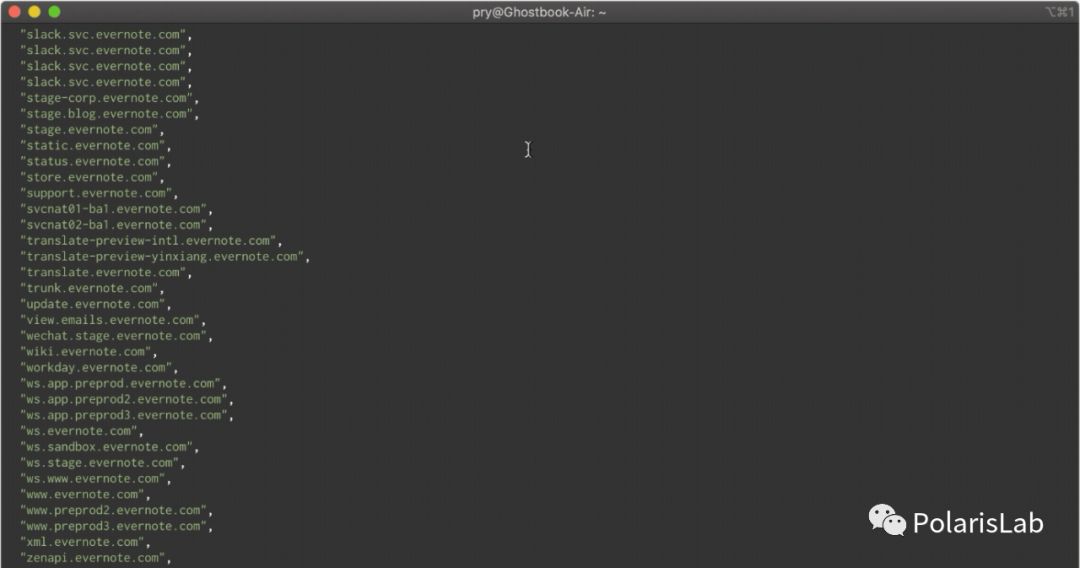 pry@Ghostbook-Air: ~
⌥⌘1
"slack.svc.evernote.com",
"slack.svc.evernote.com",
"slack.svc.evernote.com",
"slack.svc.evernote.com",
"stage-corp.evernote.com",
"stage.blog.evernote.com",
"stage.evernote.com",
"static.evernote.com",
"status.evernote.com",
"store.evernote.com",
"support.evernote.com",
"svcnat01-ba1.evernote.com",
"svcnat02-ba1.evernote.com",
"translate-preview-intl.evernote.com",
"translate-preview-yinxiang.evernote.com",
"translate.evernote.com",
"trunk.evernote.com",
"update.evernote.com",
"view.emails.evernote.com",
"wechat.stage.evernote.com",
"wiki.evernote.com",
"workday.evernote.com",
"ws.app.preprod.evernote.com",
"ws.app.preprod2.evernote.com",
"ws.app.preprod3.evernote.com",
"ws.evernote.com",
"ws.sandbox.evernote.com",
"ws.stage.evernote.com",
"ws.www.evernote.com",
"www.evernote.com",
"www.preprod2.evernote.com",
"www.preprod3.evernote.com",
"xml.evernote.com",
"zenapi.evernote.com",
PolarisLab